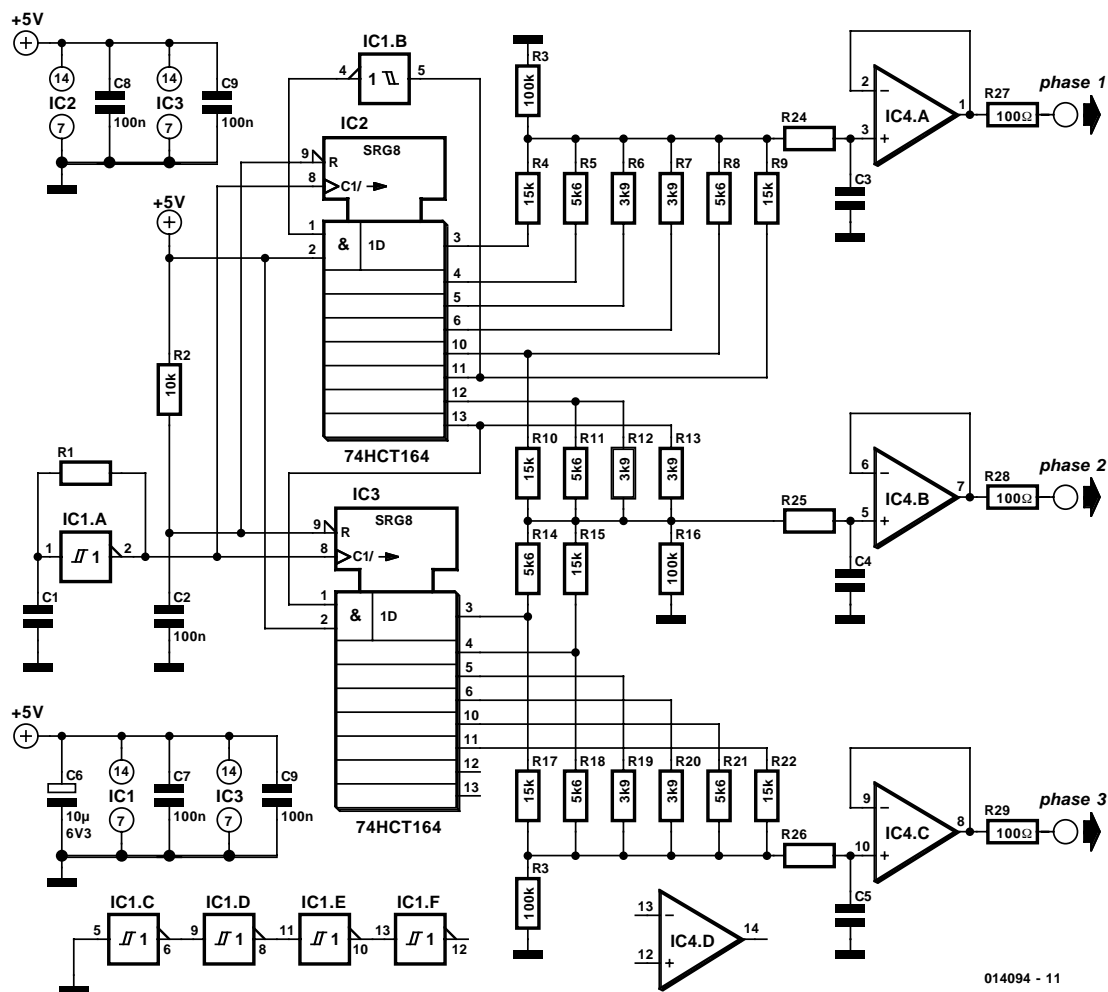 +5V
14
IC2
7
C8
100n
14
IC3
7
C9
100n
IC1.B
4
1
5
IC2
9
R
SRG8
8
C1/
1
&
1D
2
3
4
5
6
10
11
12
13
74HCT164
+5V
R2
10k
R1
IC1.A
1
1
2
C1
C2
100n
IC3
9
R
SRG8
8
C1/
1
&
1D
2
3
4
5
6
10
11
12
13
74HCT164
R3
100k
R4
15k
R5
5k6
R6
3k9
R7
3k9
R8
5k6
R9
15k
R24
C3
2
3
1
IC4.A
R27
100Ω
phase 1
R10
15k
R11
5k6
R12
3k9
R13
3k9
R14
5k6
R15
15k
R16
100k
R25
C4
6
5
7
IC4.B
R28
100Ω
phase 2
R17
15k
R18
5k6
R19
3k9
R20
3k9
R21
5k6
R22
15k
R3
100k
R26
C5
9
10
8
IC4.C
R29
100Ω
phase 3
+5V
C6
10µ
6V3
14
IC1
7
C7
100n
14
IC3
7
C9
100n
IC1.C
5
1
6
IC1.D
9
1
8
IC1.E
11
1
10
IC1.F
13
1
12
13
12
IC4.D
14
014094 - 11